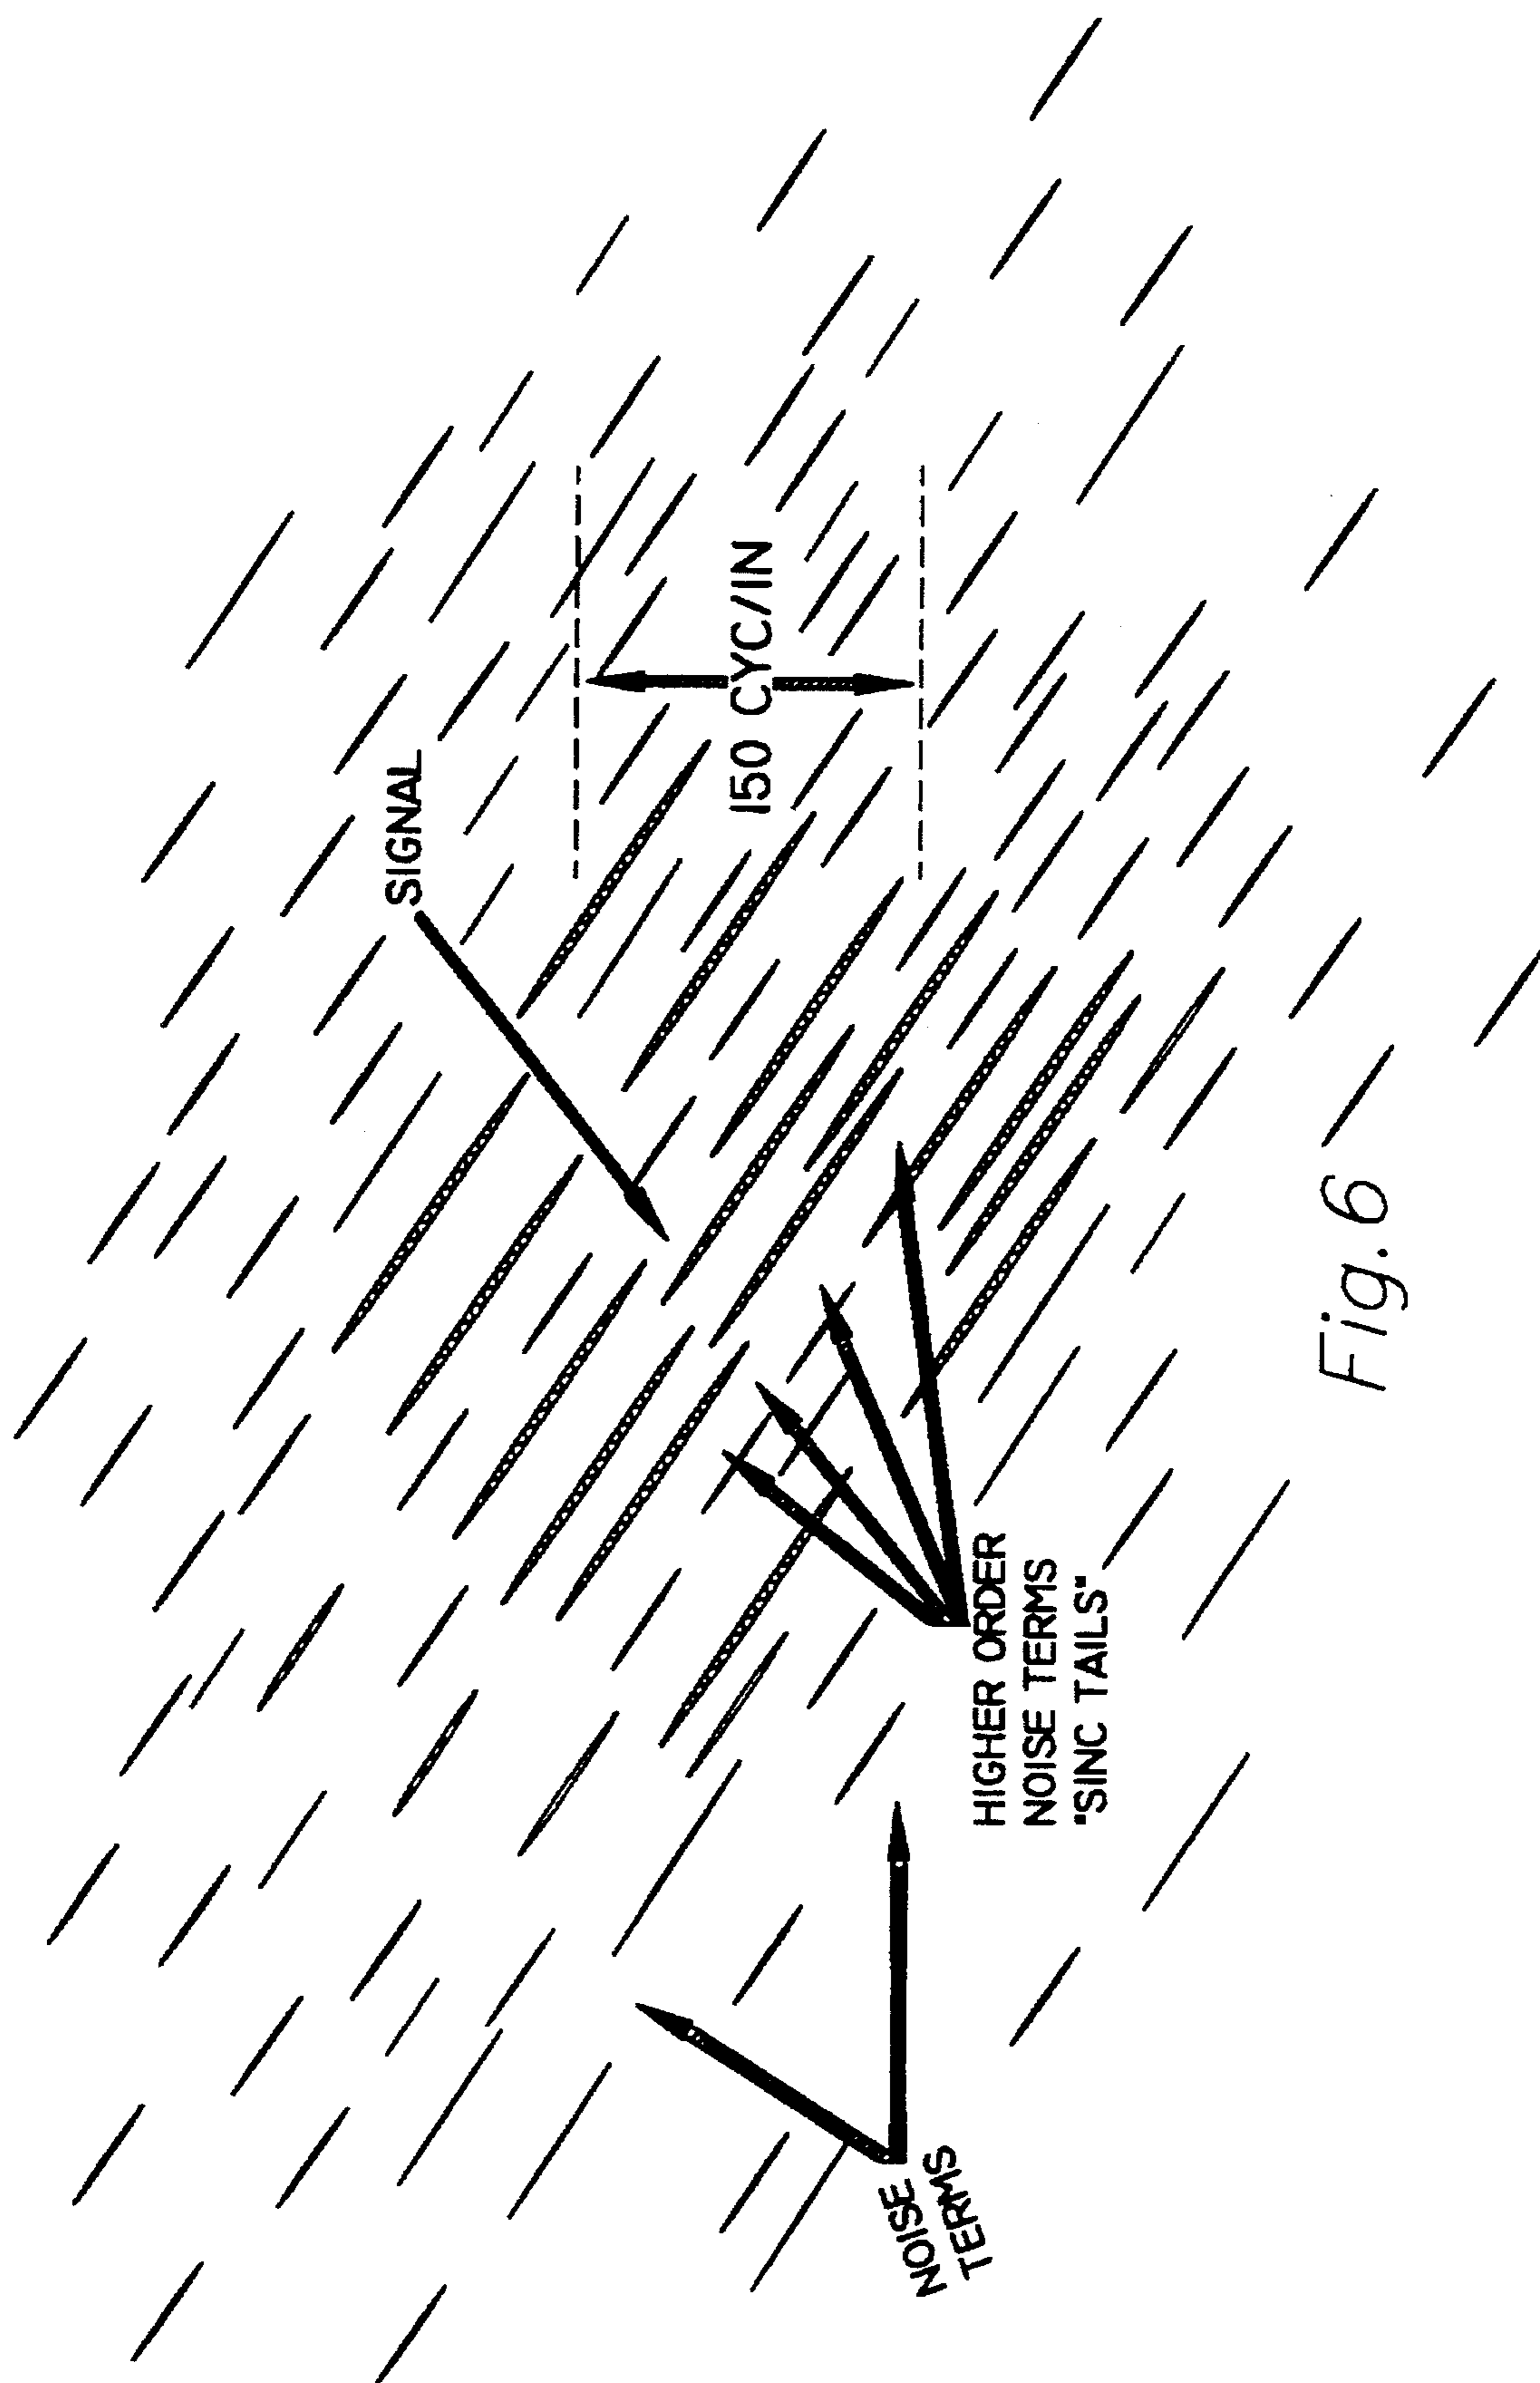 SIGNAL
150 CYC/IN
NOISE
TERMS
HIGHER ORDER
NOISE TERMS
"SINC TAILS"
Fig. 6